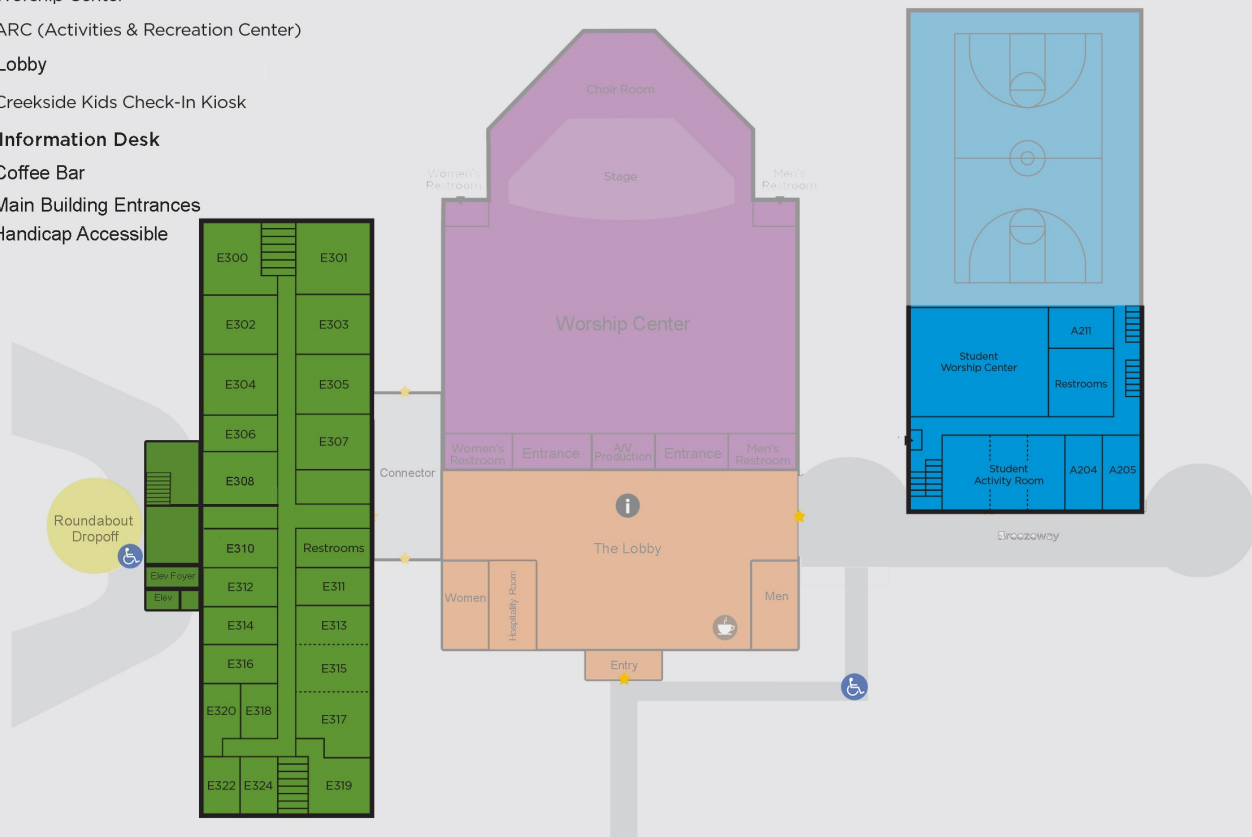 ARC (Activities & Recreation Center)
Lobby
Creekside Kids Check-In Kiosk
Information Desk
Coffee Bar
Main Building Entrances
Handicap Accessible
Choir Room
Women's
Restroom
Stage
Men's
Restroom
Worship Center
Women's
Restroom
Entrance
A/V
Production
Entrance
Men's
Restroom
Connector
i
The Lobby
Women
Hospitality Room
Men
Entry
E300
E301
E302
E303
E304
E305
E306
E307
E308
E310
Restrooms
E312
E311
E314
E313
E316
E315
E320
E318
E317
E322
E324
E319
Roundabout
Dropoff
Elev Foyer
Elev
Student
Worship Center
A211
Restrooms
Student
Activity Room
A204
A205
Breezeway